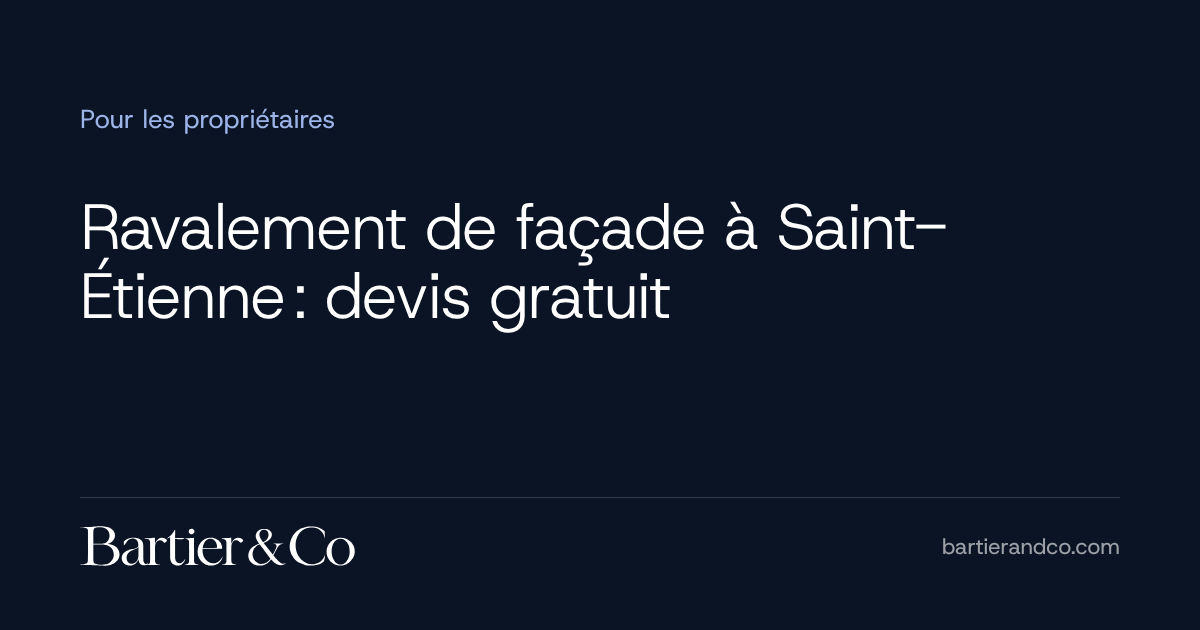 Pour les propriétaires
Ravalement de façade à Saint-
Étienne : devis gratuit
Bartier & Co
bartierandco.com